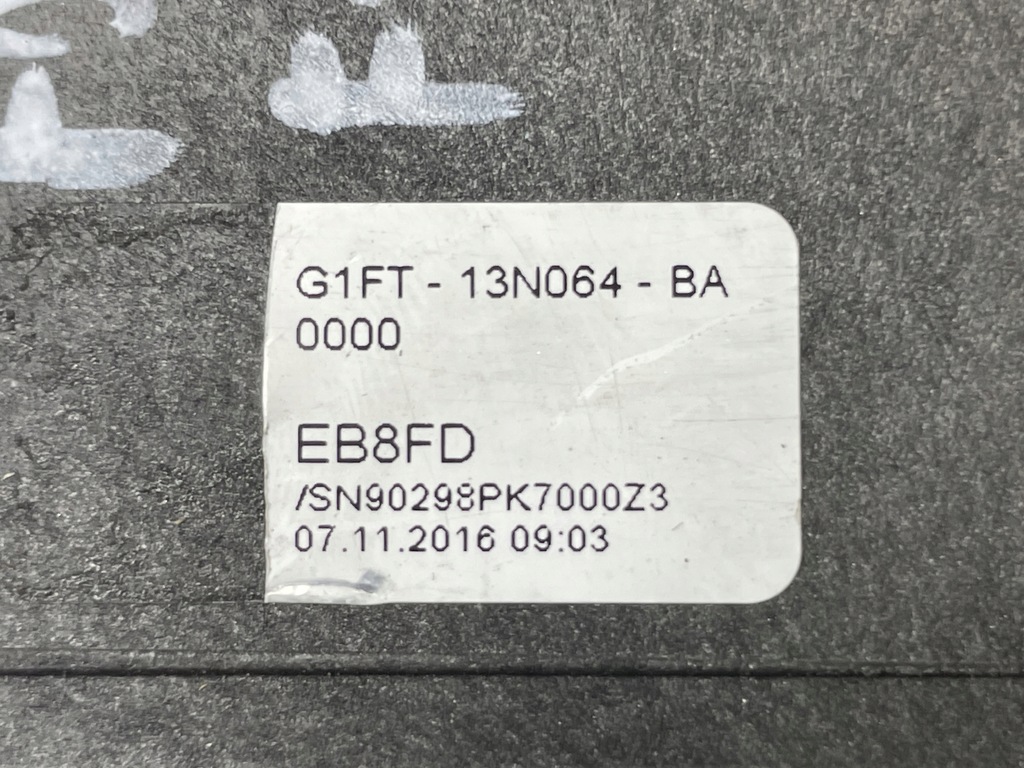 G1FT - 13N064 - BA
0000
EB8FD
/SN90298PK7000Z3
07.11.2016 09:03